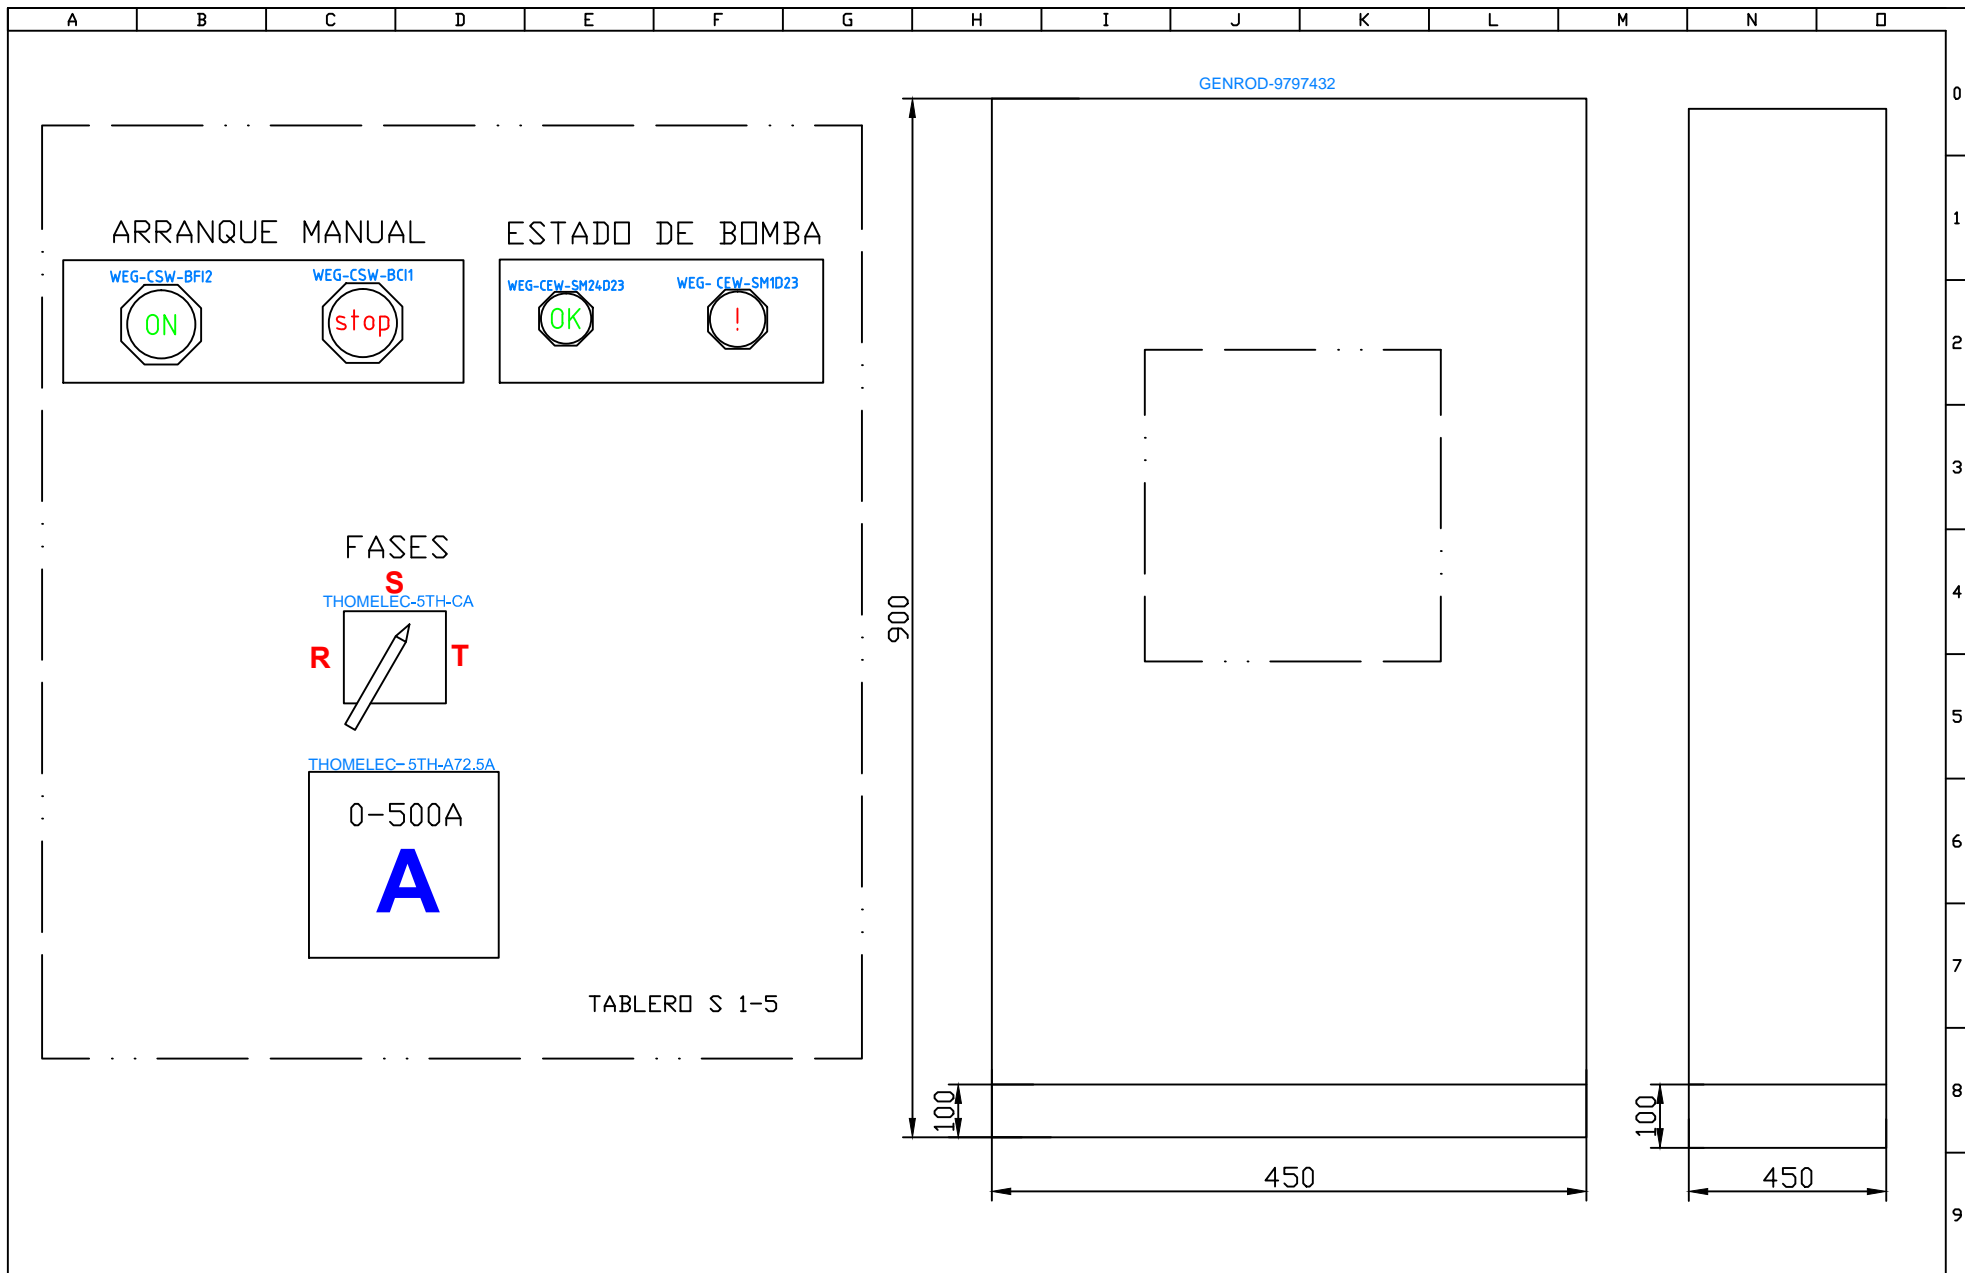 A B C D E F G H I J K L M N O
GENROD-9797432
0
1
2
3
4
5
6
7
8
9
ARRANQUE MANUAL
WEG-CSW-BFI2
WEG-CSW-BCI1
ON
stop
ESTADO DE BOMBA
WEG-CEW-SM24D23
WEG- CEW-SM1D23
OK
!
FASES
S
THOMELEC-5TH-CA
R
T
THOMELEC-5TH-A72.5A
0-500A
A
TABLERO S 1-5
900
100
450
100
450